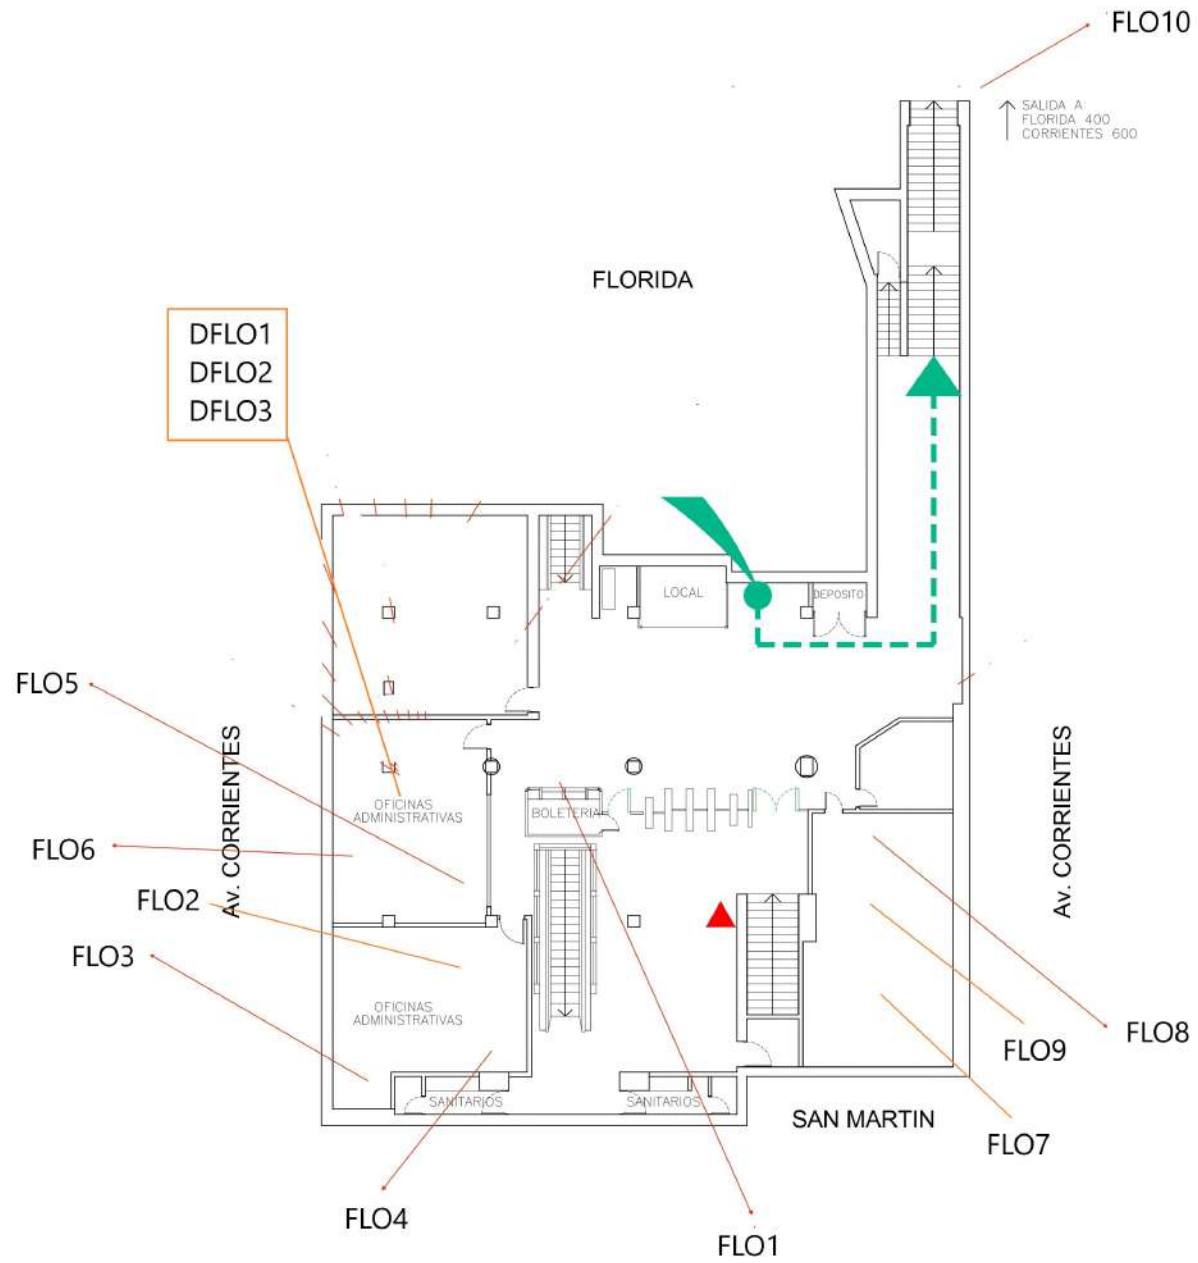 FLO10
SALIDA A
FLORIDA 400
CORRIENTES 600
FLORIDA
DFLO1
DFLO2
DFLO3
LOCAL
DEPOSITO
FLO5
Av. CORRIENTES
Av. CORRIENTES
OFICINAS
ADMINISTRATIVAS
BOLETERIA
FLO6
FLO2
FLO3
OFICINAS
ADMINISTRATIVAS
FLO8
FLO9
SANITARIOS
SANITARIOS
SAN MARTIN
FLO7
FLO4
FLO1